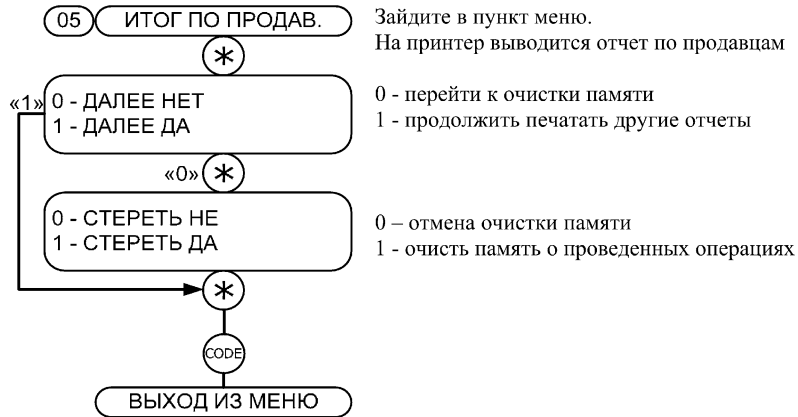 05 ИТОГ ПО ПРОДАВ.
Зайдите в пункт меню.
На принтер выводится отчет по продавцам
*
«1»
0 - ДАЛЕЕ НЕТ
1 - ДАЛЕЕ ДА
0 - перейти к очистки памяти
1 - продолжить печатать другие отчеты
«0» *
0 - СТЕРЕТЬ НЕ
1 - СТЕРЕТЬ ДА
0 – отмена очистки памяти
1 - очисть память о проведенных операциях
*
CODE
ВЫХОД ИЗ МЕНЮ